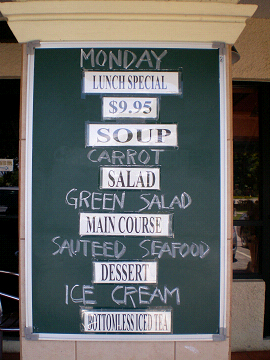 MONDAY
LUNCH SPECIAL
$9.95
SOUP
CARROT
SALAD
GREEN SALAD
MAIN COURSE
SAUTEED SEAFOOD
DESSERT
ICE CREAM
BOTTOMLESS ICED TEA